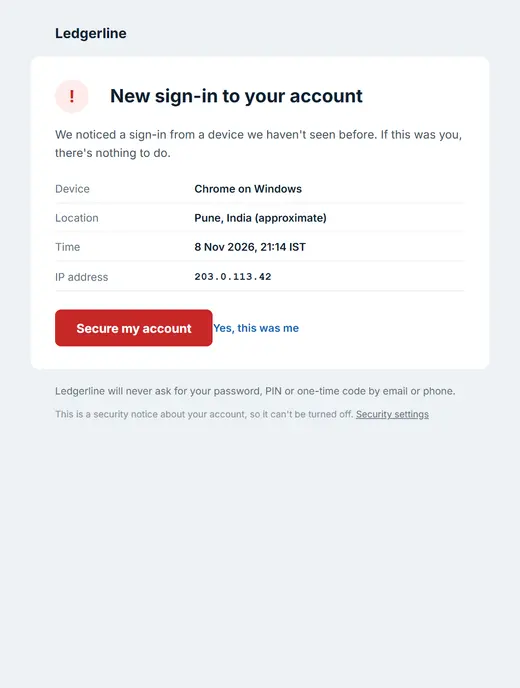 Ledgerline
!
New sign-in to your account
We noticed a sign-in from a device we haven't seen before. If this was you,
there's nothing to do.
Device Chrome on Windows
Location Pune, India (approximate)
Time 8 Nov 2026, 21:14 IST
IP address 203.0.113.42
Secure my account Yes, this was me
Ledgerline will never ask for your password, PIN or one-time code by email or phone.
This is a security notice about your account, so it can't be turned off. Security settings